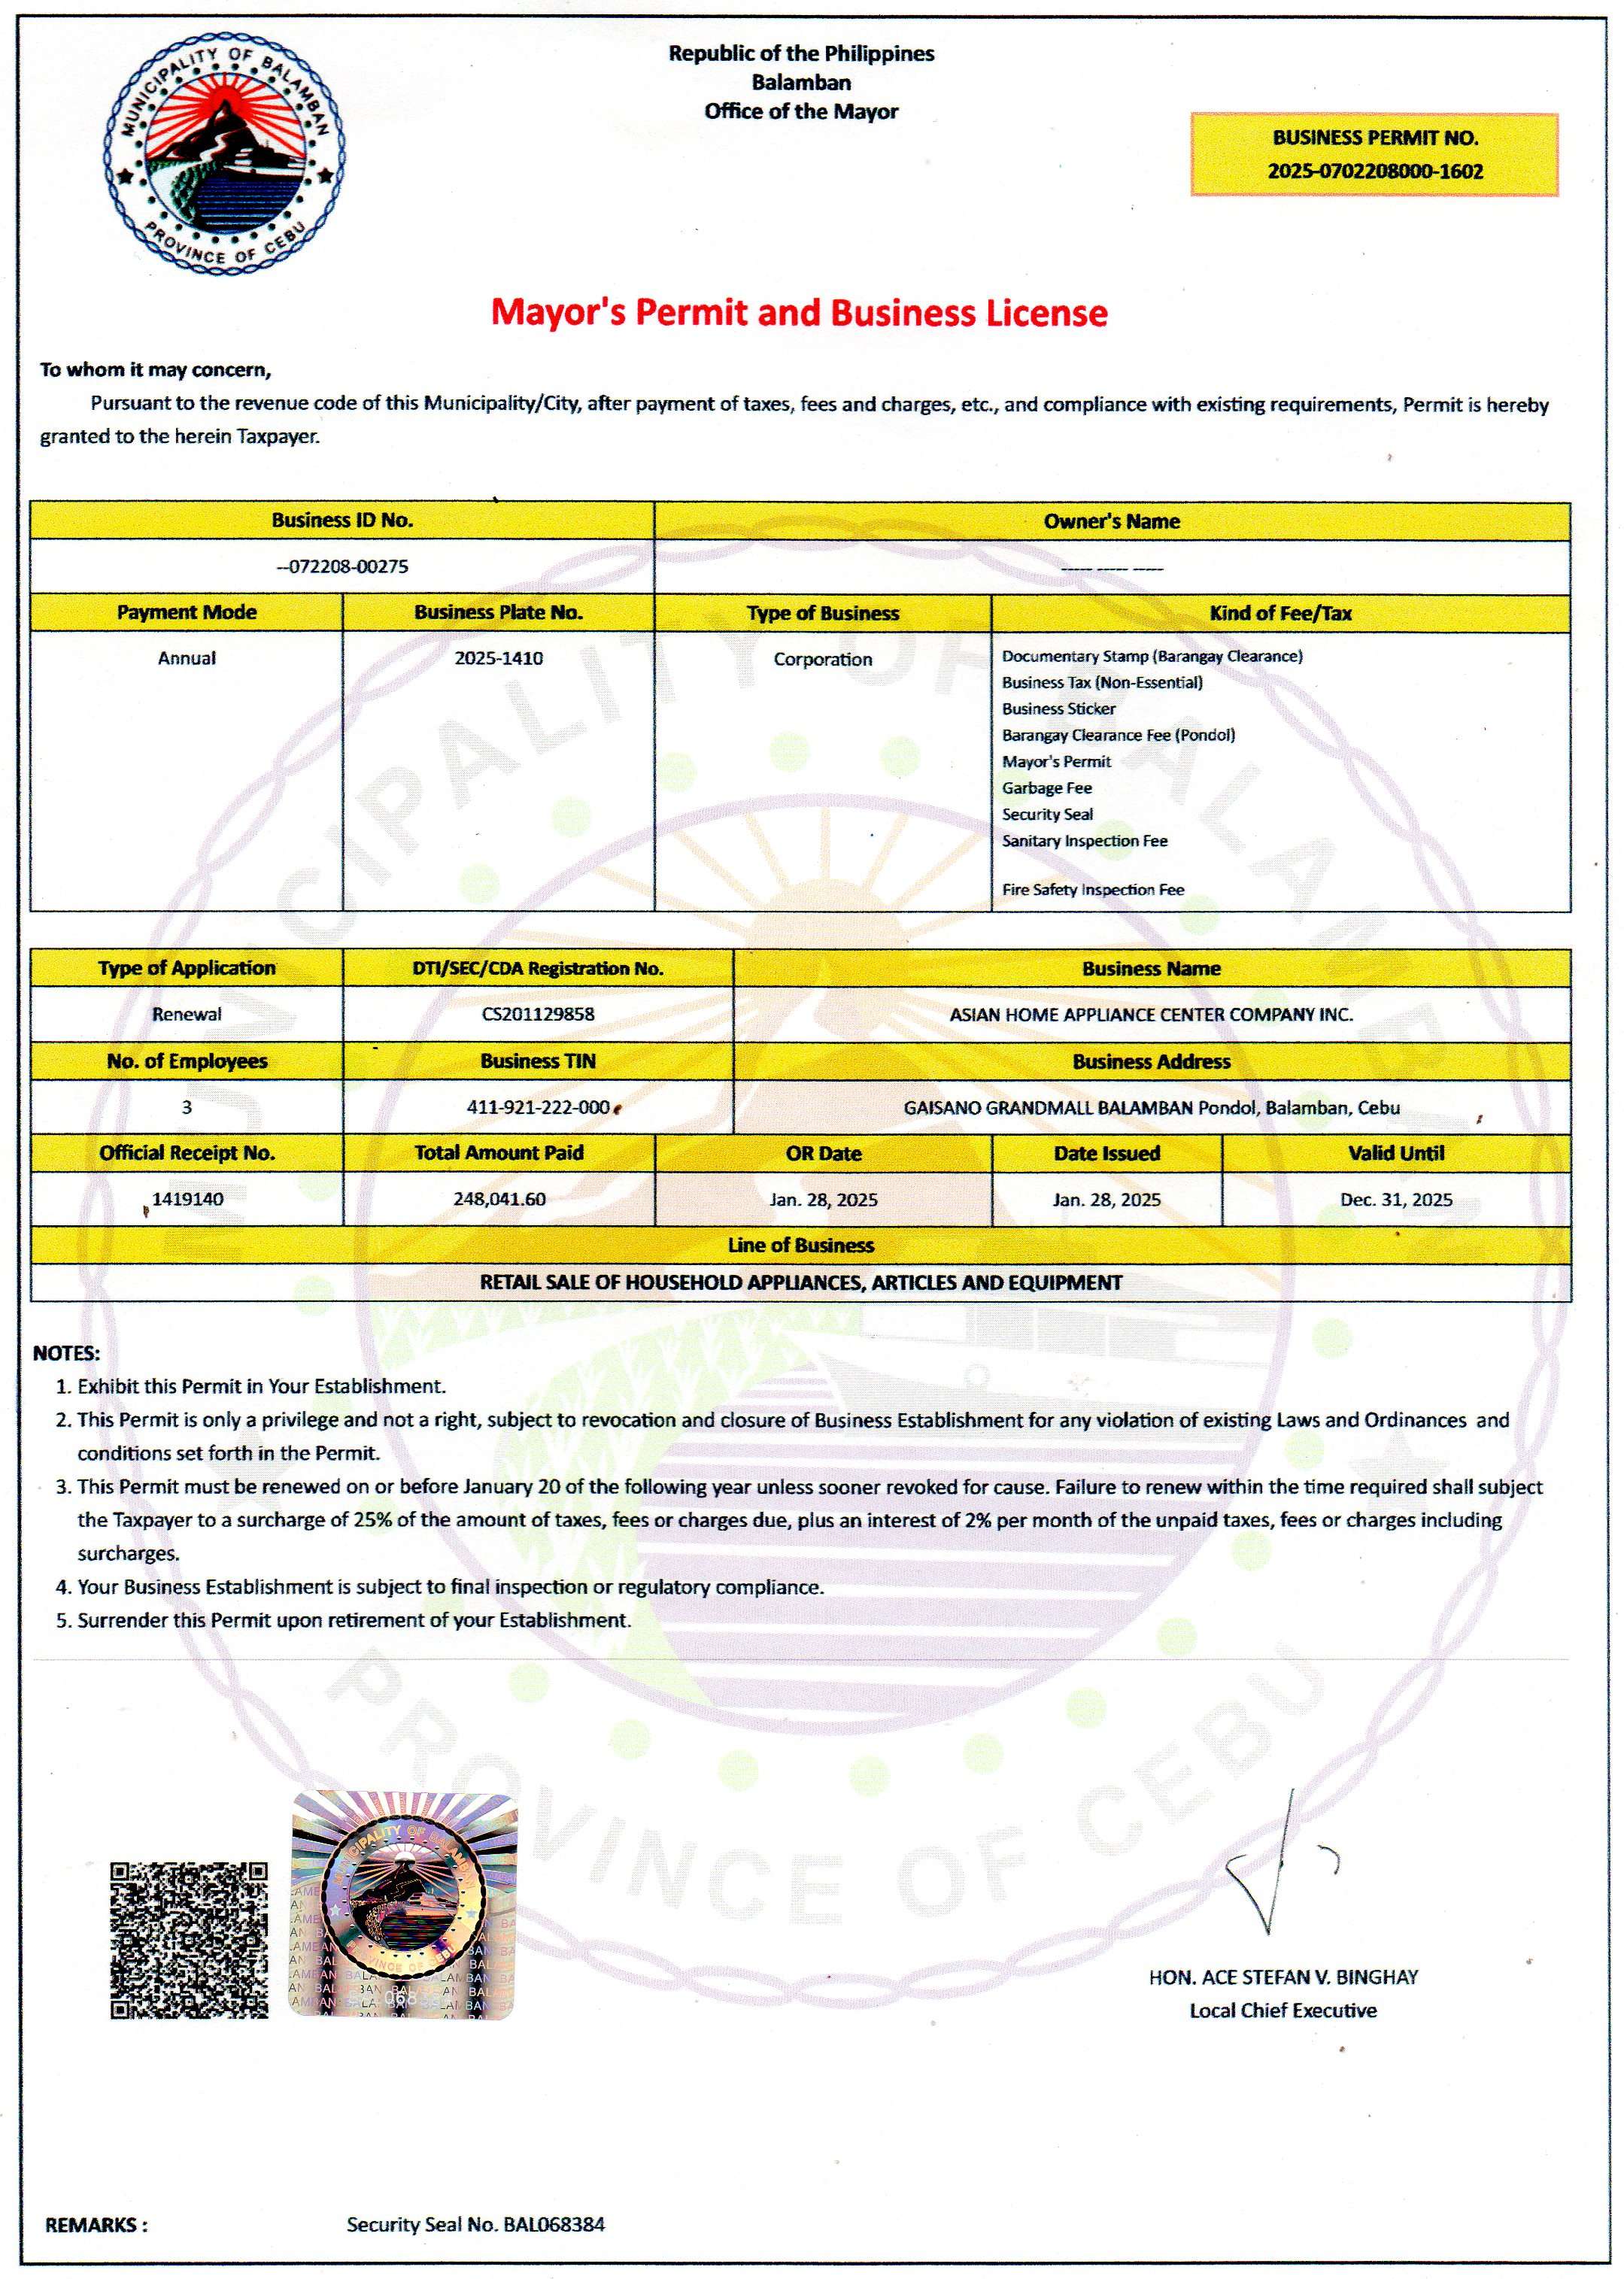 MUNICIPALITY OF BALAMBAN
PROVINCE OF CEBU
Republic of the Philippines
Balamban
Office of the Mayor
BUSINESS PERMIT NO.
2025-0702208000-1602
Mayor's Permit and Business License
To whom it may concern,
Pursuant to the revenue code of this Municipality/City, after payment of taxes, fees and charges, etc., and compliance with existing requirements, Permit is hereby
granted to the herein Taxpayer.
Business ID No. Owner's Name
--072208-00275 ----- ----- -----
Payment Mode Business Plate No. Type of Business Kind of Fee/Tax
Annual 2025-1410 Corporation Documentary Stamp (Barangay Clearance)
Business Tax (Non-Essential)
Business Sticker
Barangay Clearance Fee (Pondol)
Mayor's Permit
Garbage Fee
Security Seal
Sanitary Inspection Fee
Fire Safety Inspection Fee
Type of Application DTI/SEC/CDA Registration No. Business Name
Renewal CS201129858 ASIAN HOME APPLIANCE CENTER COMPANY INC.
No. of Employees Business TIN Business Address
3 411-921-222-000 GAISANO GRANDMALL BALAMBAN Pondol, Balamban, Cebu
Official Receipt No. Total Amount Paid OR Date Date Issued Valid Until
1419140 248,041.60 Jan. 28, 2025 Jan. 28, 2025 Dec. 31, 2025
Line of Business
RETAIL SALE OF HOUSEHOLD APPLIANCES, ARTICLES AND EQUIPMENT
NOTES:
1. Exhibit this Permit in Your Establishment.
2. This Permit is only a privilege and not a right, subject to revocation and closure of Business Establishment for any violation of existing Laws and Ordinances and
conditions set forth in the Permit.
3. This Permit must be renewed on or before January 20 of the following year unless sooner revoked for cause. Failure to renew within the time required shall subject
the Taxpayer to a surcharge of 25% of the amount of taxes, fees or charges due, plus an interest of 2% per month of the unpaid taxes, fees or charges including
surcharges.
4. Your Business Establishment is subject to final inspection or regulatory compliance.
5. Surrender this Permit upon retirement of your Establishment.
MUNICIPALITY OF BALAMBAN
PROVINCE OF CEBU
HON. ACE STEFAN V. BINGHAY
Local Chief Executive
REMARKS : Security Seal No. BAL068384